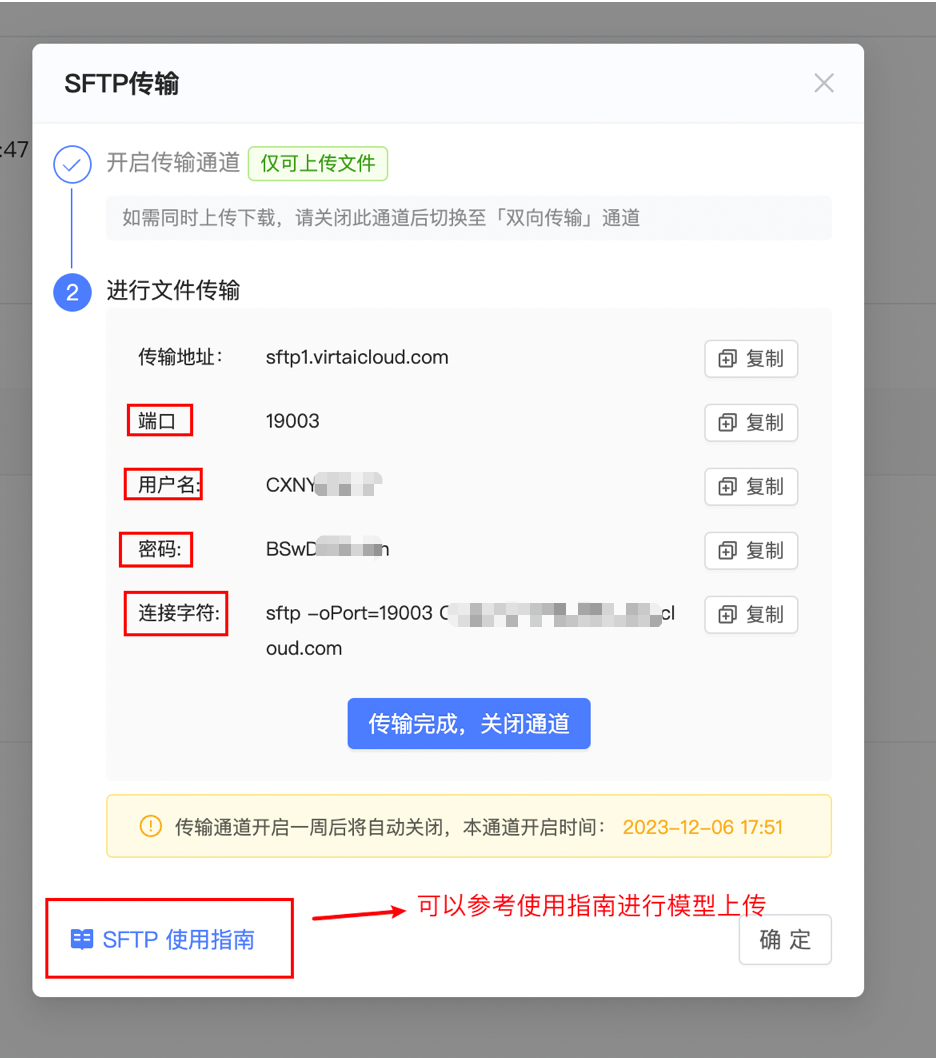 SFTP传输
:47
开启传输通道 仅可上传文件
如需同时上传下载，请关闭此通道后切换至「双向传输」通道
2 进行文件传输
传输地址： sftp1.virtaicloud.com 复制
端口 19003 复制
用户名: CXNY 复制
密码: BSwD n 复制
连接字符: sftp –oPort=19003 C cl 复制
oud.com
传输完成，关闭通道
传输通道开启一周后将自动关闭，本通道开启时间： 2023–12–06 17:51
可以参考使用指南进行模型上传
SFTP 使用指南
确 定